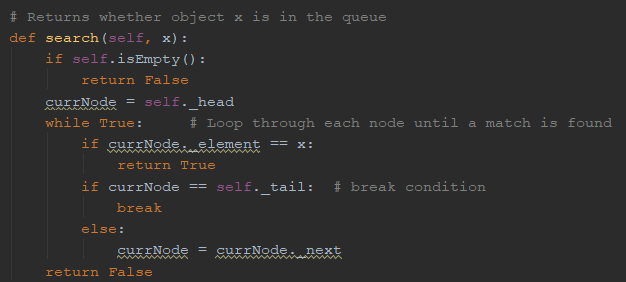 # Returns whether object x is in the queue
def search(self, x):
    if self.isEmpty():
        return False
    currNode = self._head
    while True:     # Loop through each node until a match is found
        if currNode._element == x:
            return True
        if currNode == self._tail:  # break condition
            break
        else:
            currNode = currNode._next
    return False